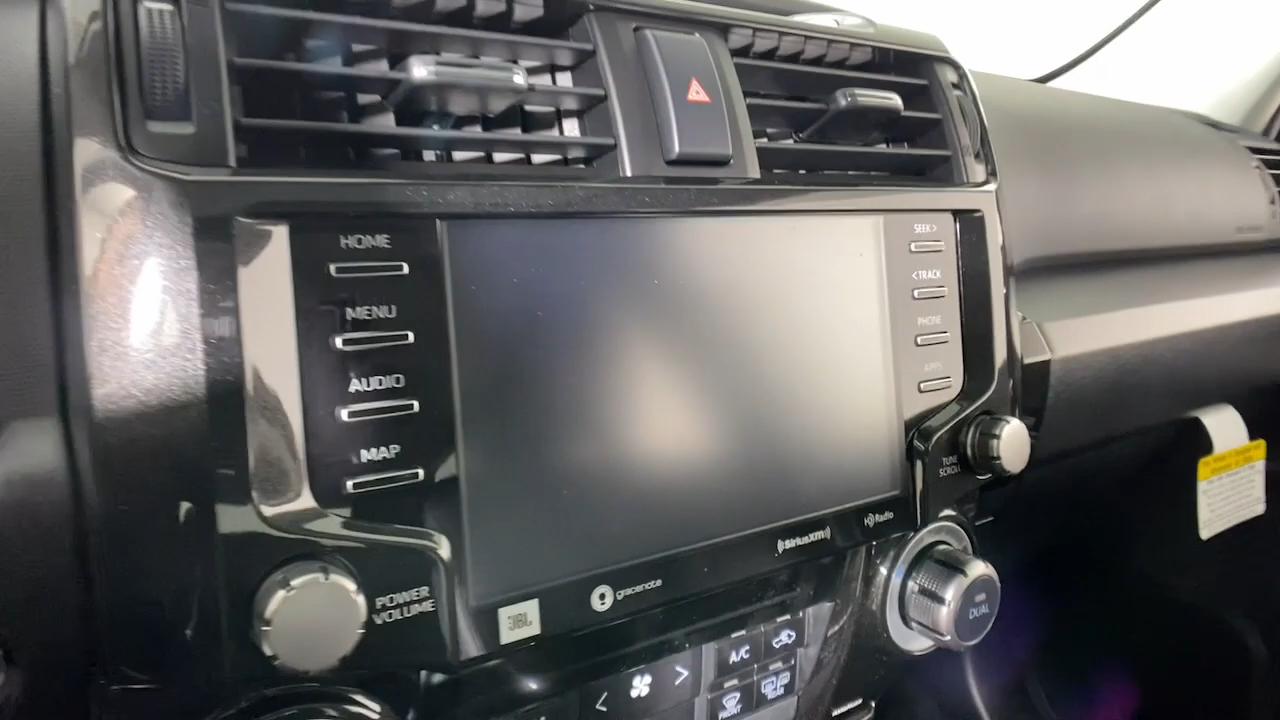 HOME
MENU
AUDIO
MAP
POWER
VOLUME
SEEK >
< TRACK
PHONE
APPS
TUNE
SCROLL
JBL
gracenote
((SiriusXM))
HD Radio
DUAL
A/C
FRONT
REAR